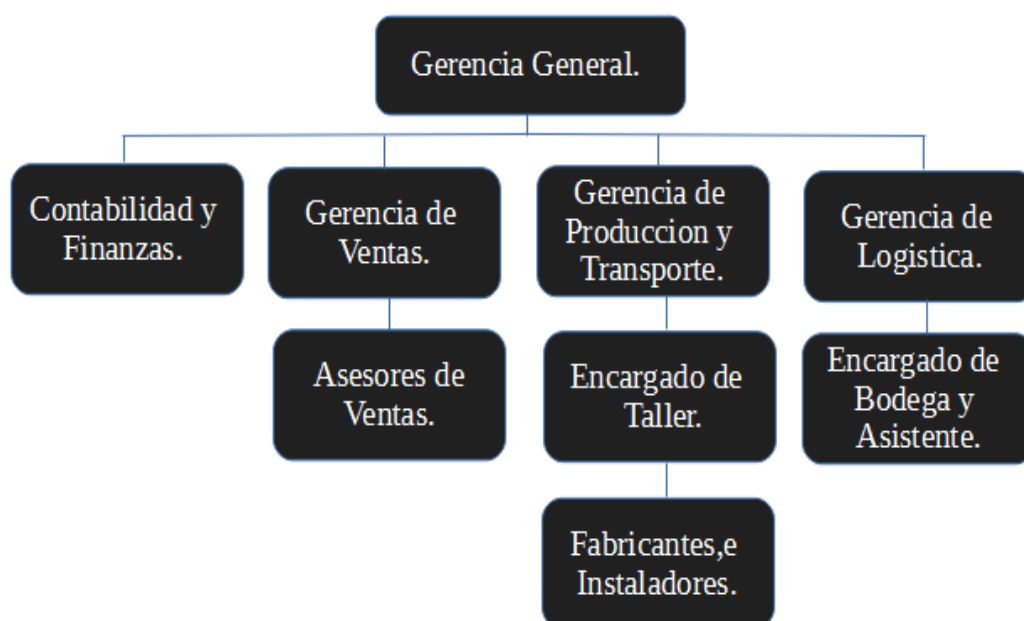 Gerencia General.
Contabilidad y
Finanzas.
Gerencia de
Ventas.
Gerencia de
Produccion y
Transporte.
Gerencia de
Logistica.
Asesores de
Ventas.
Encargado de
Taller.
Encargado de
Bodega y
Asistente.
Fabricantes,e
Instaladores.